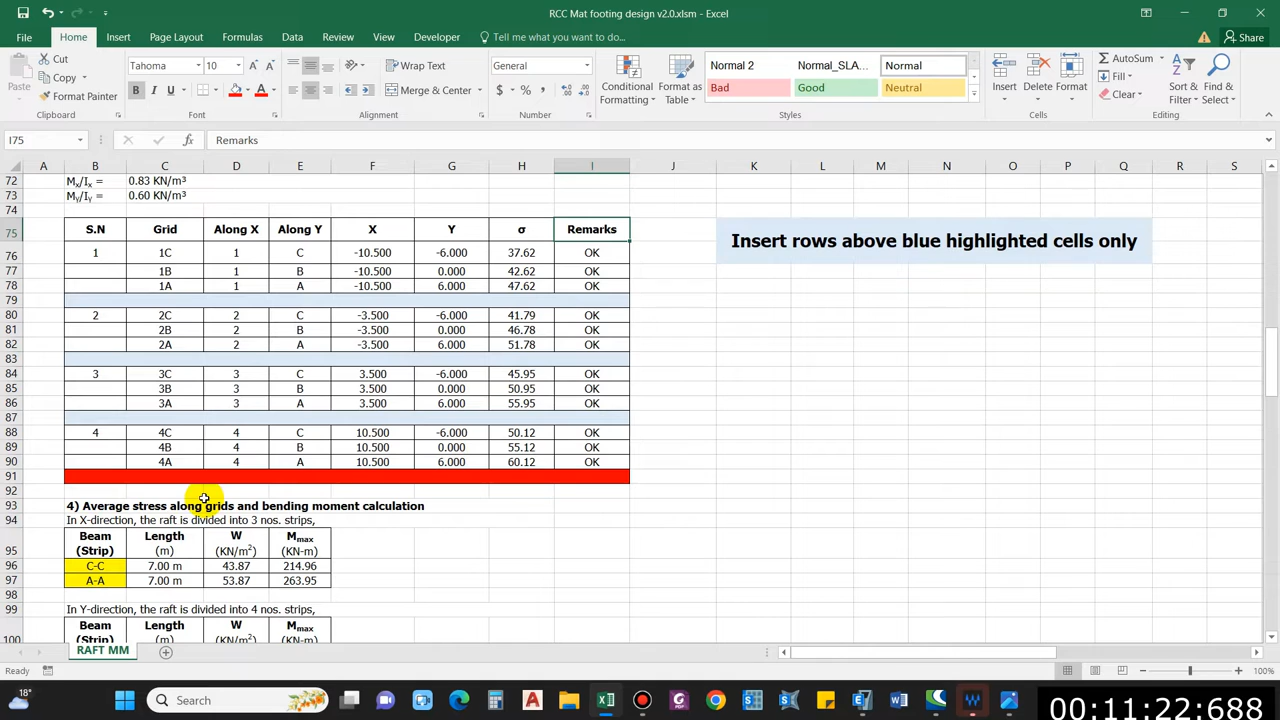 RCC Mat footing design v2.0.xlsm - Excel
File Home Insert Page Layout Formulas Data Review View Developer Tell me what you want to do... Share
Paste Cut Copy Format Painter Clipboard
Tahoma 10 B I U Font
Wrap Text Merge & Center Alignment
General $ % , Number
Conditional Formatting Format as Table
Normal 2 Normal_SLA... Normal
Bad Good Neutral
Styles
Insert Delete Format Cells
AutoSum Fill Clear Sort & Filter Find & Select Editing
I75 fx Remarks
A B C D E F G H I J K L M N O P Q R S
72 Mx/Ix = 0.83 KN/m³
73 My/Iy = 0.60 KN/m³
74
75 S.N Grid Along X Along Y X Y σ Remarks Insert rows above blue highlighted cells only
76 1 1C 1 C -10.500 -6.000 37.62 OK
77 1B 1 B -10.500 0.000 42.62 OK
78 1A 1 A -10.500 6.000 47.62 OK
79
80 2 2C 2 C -3.500 -6.000 41.79 OK
81 2B 2 B -3.500 0.000 46.78 OK
82 2A 2 A -3.500 6.000 51.78 OK
83
84 3 3C 3 C 3.500 -6.000 45.95 OK
85 3B 3 B 3.500 0.000 50.95 OK
86 3A 3 A 3.500 6.000 55.95 OK
87
88 4 4C 4 C 10.500 -6.000 50.12 OK
89 4B 4 B 10.500 0.000 55.12 OK
90 4A 4 A 10.500 6.000 60.12 OK
91
92
93 4) Average stress along grids and bending moment calculation
94 In X-direction, the raft is divided into 3 nos. strips,
95 Beam (Strip) Length (m) W (KN/m²) Mmax (KN-m)
96 C-C 7.00 m 43.87 214.96
97 A-A 7.00 m 53.87 263.95
98
99 In Y-direction, the raft is divided into 4 nos. strips,
100 Beam (Strip) Length (m) W (KN/m²) Mmax (KN-m)
RAFT MM
Ready 100%
18° Search
00:11:22:688